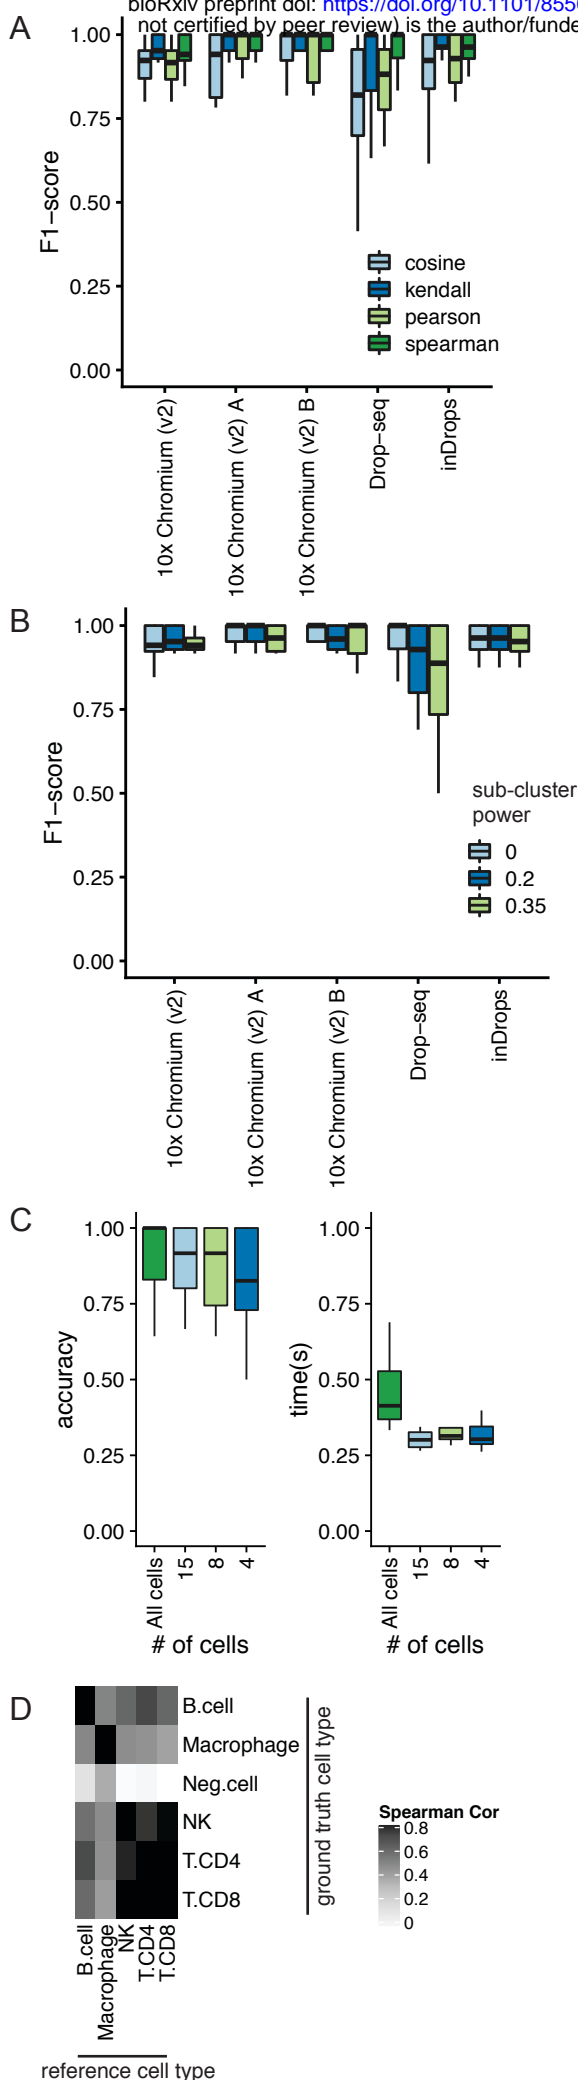 bioRxiv preprint doi: https://doi.org/10.1101/855
not certified by peer review) is the author/funde
A
1.00
0.75
0.50
0.25
0.00
F1−score
cosine
kendall
pearson
spearman
10x Chromium (v2)
10x Chromium (v2) A
10x Chromium (v2) B
Drop−seq
inDrops
B
1.00
0.75
0.50
0.25
0.00
F1−score
sub-cluster
power
0
0.2
0.35
10x Chromium (v2)
10x Chromium (v2) A
10x Chromium (v2) B
Drop−seq
inDrops
C
1.00
0.75
0.50
0.25
0.00
accuracy
All cells
15
8
4
# of cells
1.00
0.75
0.50
0.25
0.00
time(s)
All cells
15
8
4
# of cells
D
B.cell
Macrophage
Neg.cell
NK
T.CD4
T.CD8
ground truth cell type
Spearman Cor
0.8
0.6
0.4
0.2
0
B.cell
Macrophage
NK
T.CD4
T.CD8
reference cell type